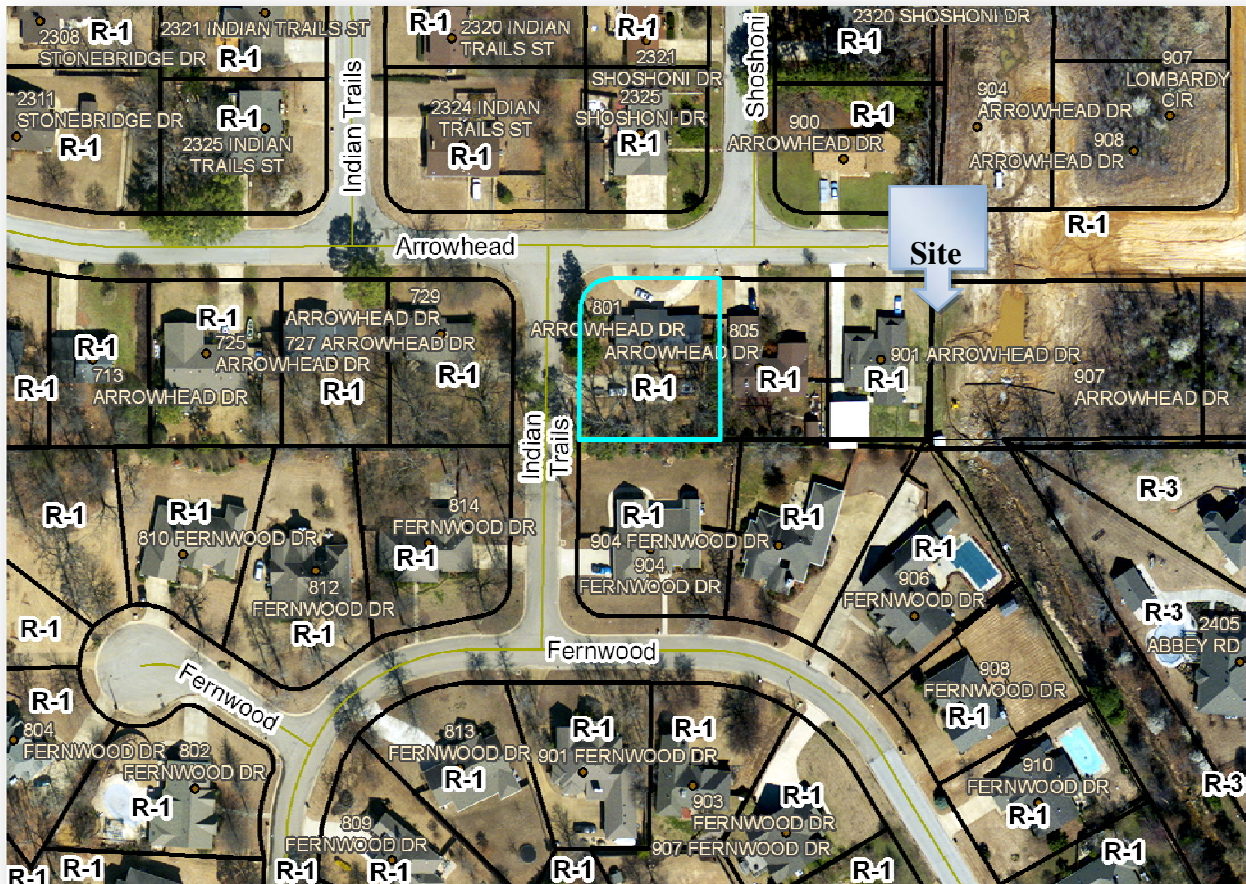 2308
STONEBRIDGE DR
R-1
2321 INDIAN TRAILS ST
R-1
R-1
2320 INDIAN
TRAILS ST
R-1
2321
SHOSHONI DR
2320 SHOSHONI DR
R-1
907
LOMBARDY
CIR
2311
STONEBRIDGE DR
R-1
R-1
2325 INDIAN
TRAILS ST
Indian Trails
2324 INDIAN
TRAILS ST
R-1
2325
SHOSHONI DR
R-1
Shoshoni
R-1
900
ARROWHEAD DR
904
ARROWHEAD DR
908
ARROWHEAD DR
R-1
Arrowhead
Site
R-1
R-1
713
ARROWHEAD DR
R-1
725
ARROWHEAD DR
729
ARROWHEAD DR
727 ARROWHEAD DR
R-1
R-1
801
ARROWHEAD DR
ARROWHEAD DR
R-1
805
R-1
901 ARROWHEAD DR
R-1
907
ARROWHEAD DR
Indian
Trails
R-1
R-1
810 FERNWOOD DR
812
FERNWOOD DR
R-1
814
FERNWOOD DR
R-1
R-1
904 FERNWOOD DR
904
FERNWOOD DR
R-1
R-1
906
FERNWOOD DR
R-3
R-3
2405
ABBEY RD
R-1
Fernwood
Fernwood
R-1
804
FERNWOOD DR
802
FERNWOOD DR
R-1
813
FERNWOOD DR
R-1
R-1
901 FERNWOOD DR
R-1
903
FERNWOOD DR
R-1
907 FERNWOOD DR
908
FERNWOOD DR
R-1
910
FERNWOOD DR
R-1
R-3
809
FERNWOOD DR
R-1
R-1
R-1
R-1
R-1
R-1
R-1